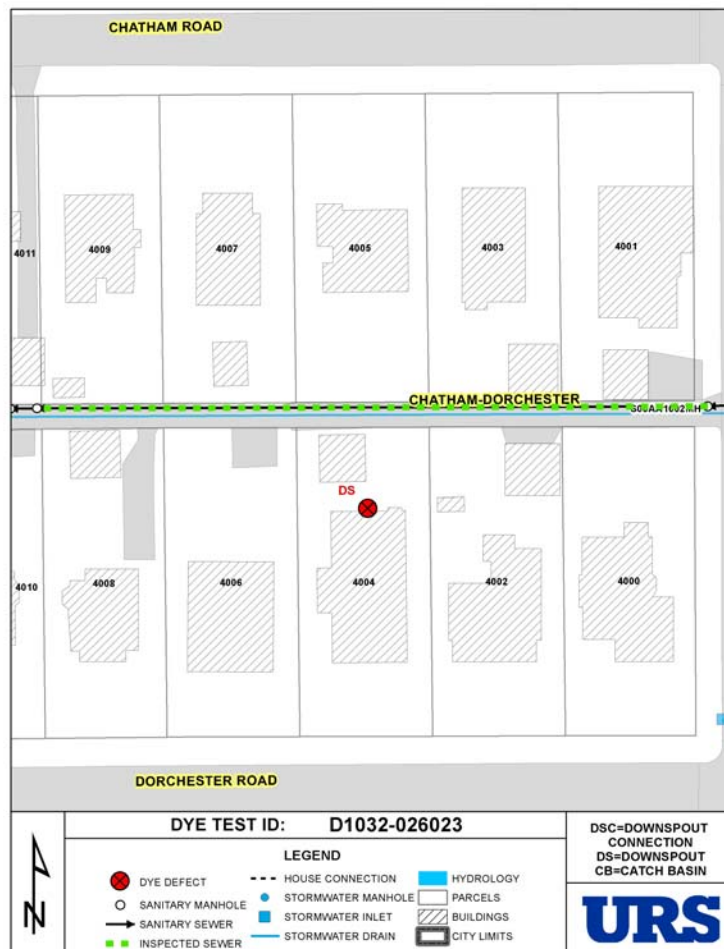 CHATHAM ROAD
4011
4009
4007
4005
4003
4001
CHATHAM-DORCHESTER
DS
4010
4008
4006
4004
4002
4000
DORCHESTER ROAD
DYE TEST ID: D1032-026023
LEGEND
DYE DEFECT
SANITARY MANHOLE
SANITARY SEWER
INSPECTED SEWER
HOUSE CONNECTION
STORMWATER MANHOLE
STORMWATER INLET
STORMWATER DRAIN
HYDROLOGY
PARCELS
BUILDINGS
CITY LIMITS
DSC=DOWNSPOUT
CONNECTION
DS=DOWNSPOUT
CB=CATCH BASIN
N
URS